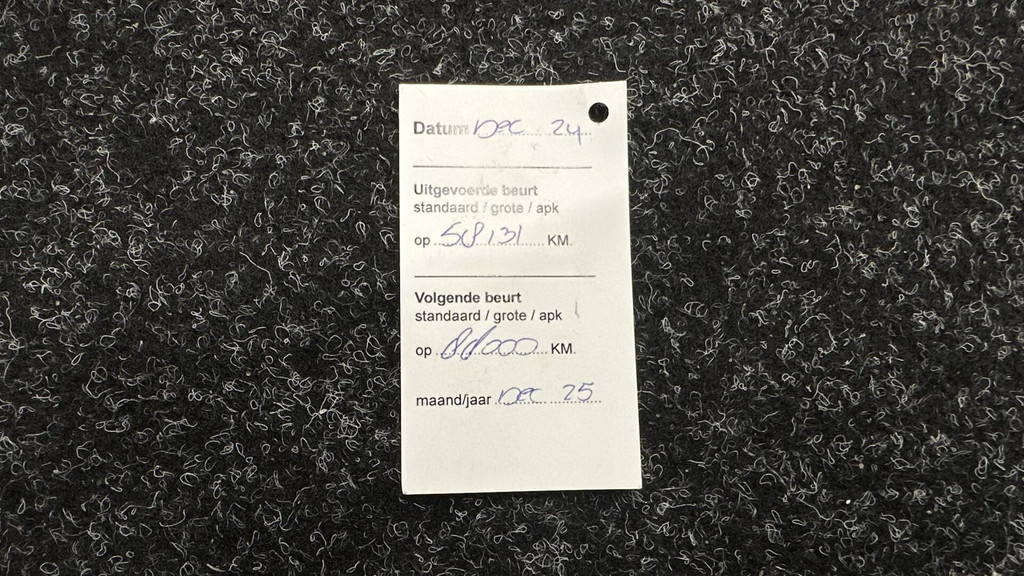 Datum Dec 24
Uitgevoerde beurt
standaard / grote / apk
op 58131 KM.
Volgende beurt
standaard / grote / apk
op 88000 KM.
maand/jaar Dec 25